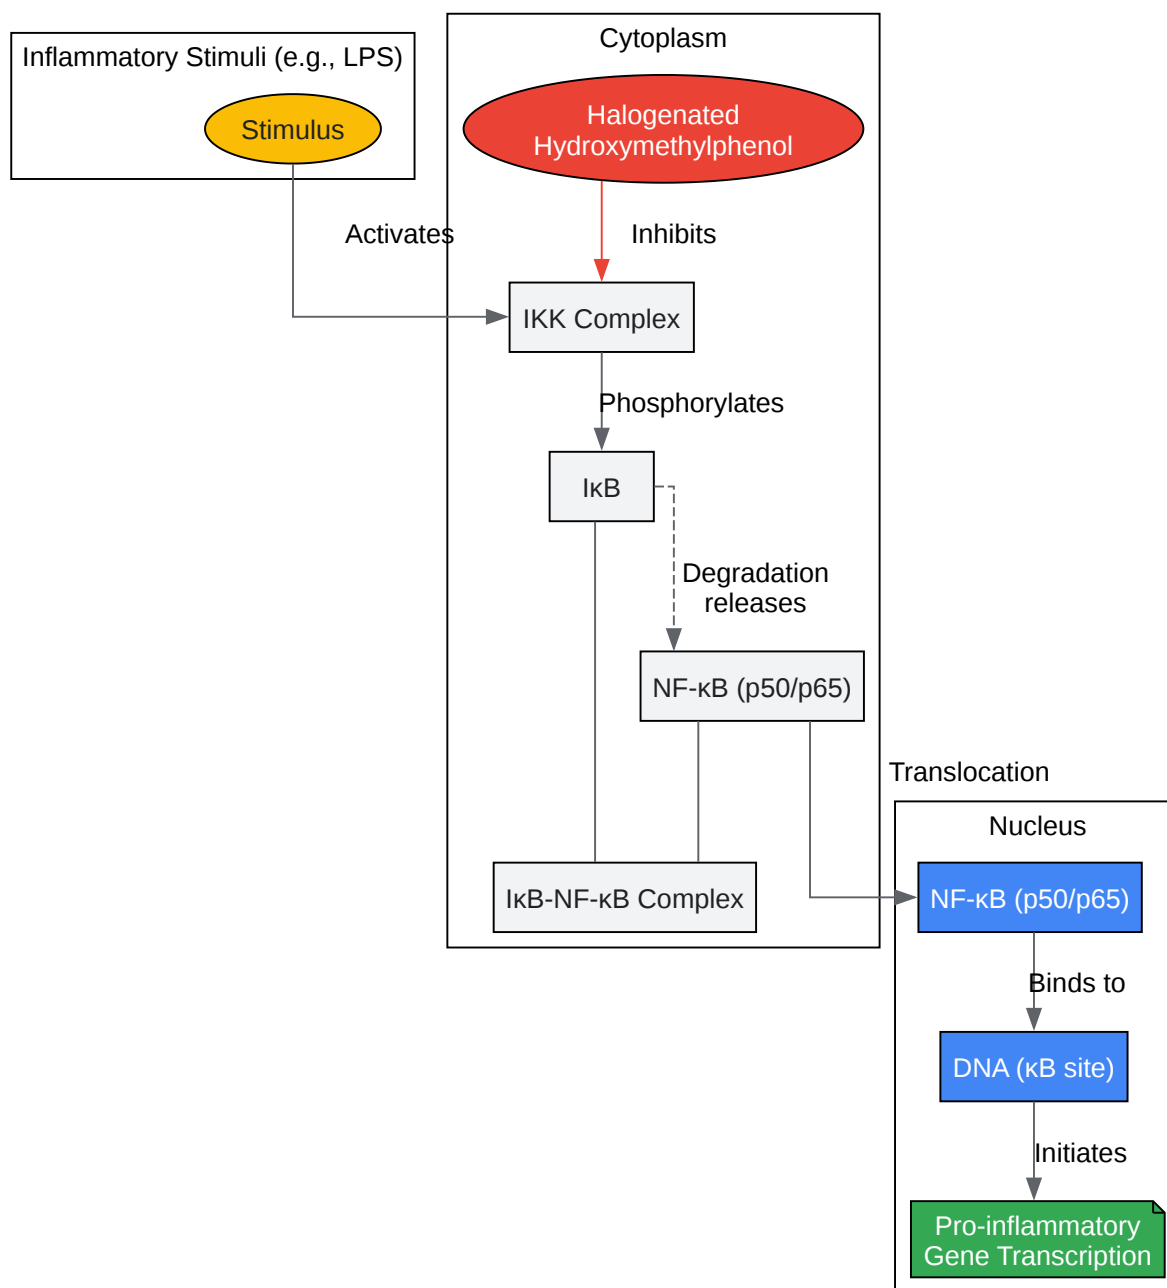 Inflammatory Stimuli (e.g., LPS)
Stimulus
Activates
Cytoplasm
Halogenated
Hydroxymethylphenol
Inhibits
IKK Complex
Phosphorylates
IκB
Degradation
releases
NF-κB (p50/p65)
IκB-NF-κB Complex
Translocation
Nucleus
NF-κB (p50/p65)
Binds to
DNA (κB site)
Initiates
Pro-inflammatory
Gene Transcription